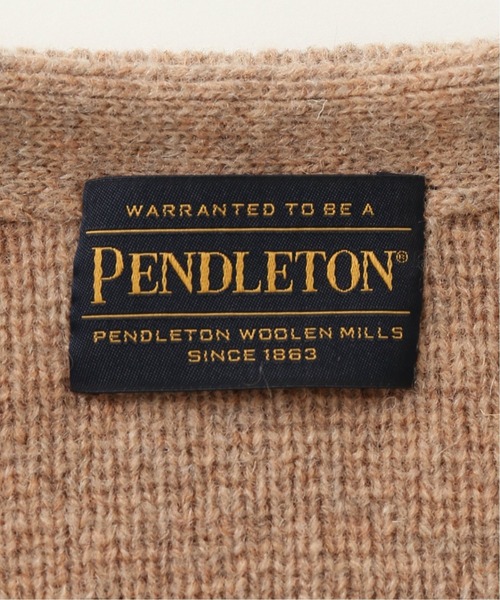 WARRANTED TO BE A
PENDLETON®
PENDLETON WOOLEN MILLS
SINCE 1863